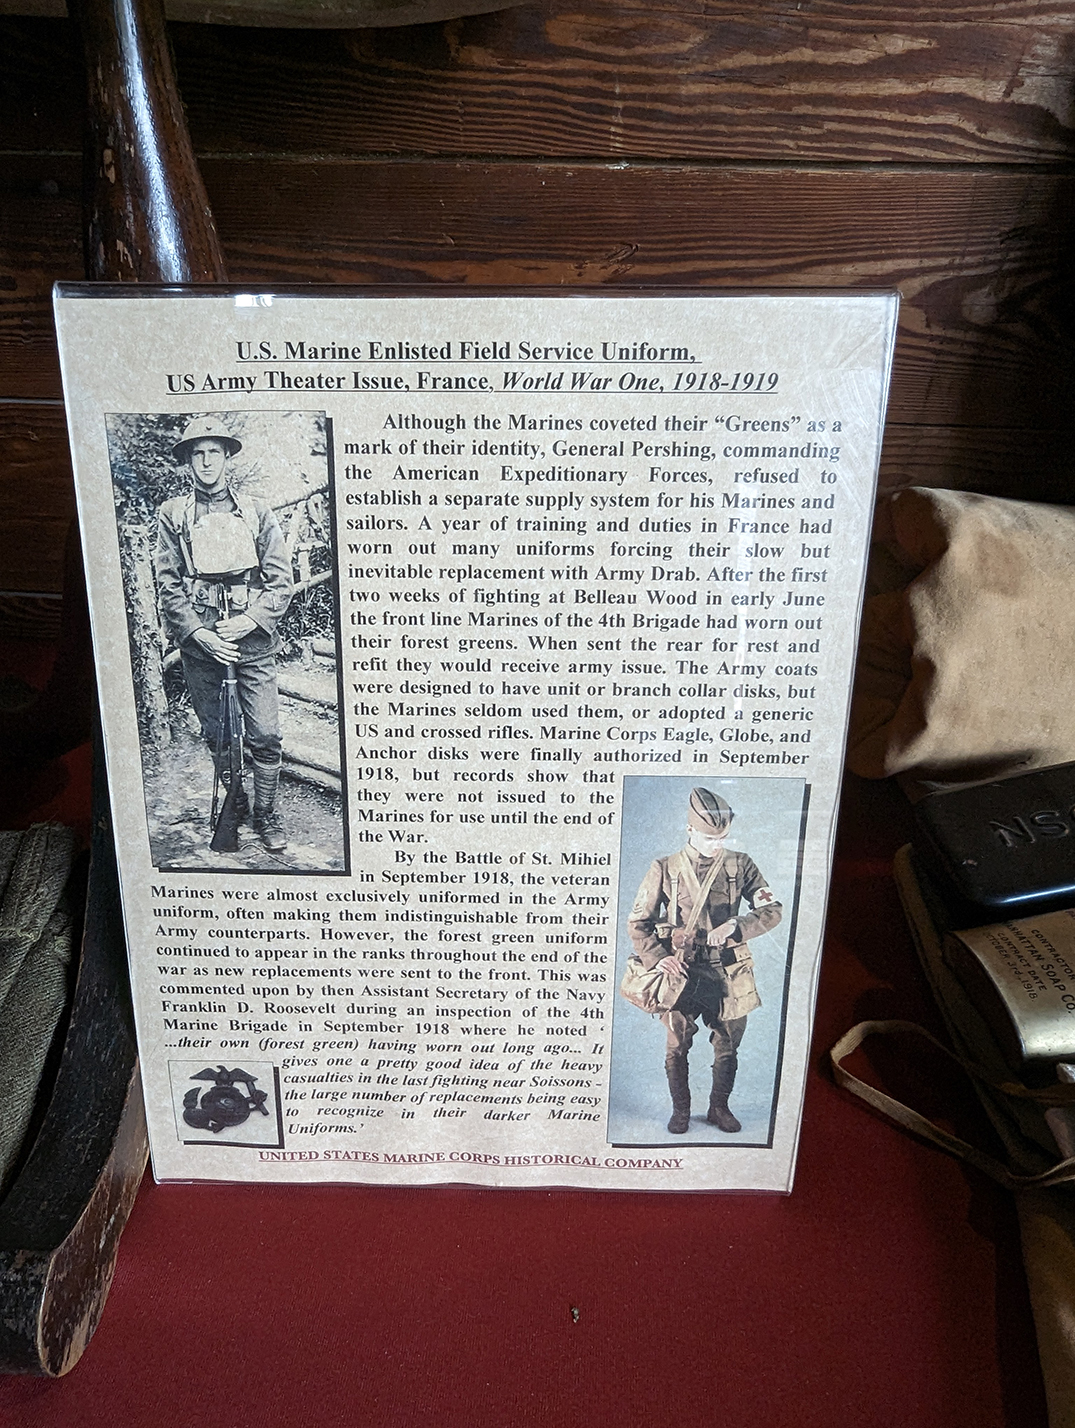 U.S. Marine Enlisted Field Service Uniform,
US Army Theater Issue, France, World War One, 1918-1919
Although the Marines coveted their “Greens” as a
mark of their identity, General Pershing, commanding
the American Expeditionary Forces, refused to
establish a separate supply system for his Marines and
sailors. A year of training and duties in France had
worn out many uniforms forcing their slow but
inevitable replacement with Army Drab. After the first
two weeks of fighting at Belleau Wood in early June
the front line Marines of the 4th Brigade had worn out
their forest greens. When sent the rear for rest and
refit they would receive army issue. The Army coats
were designed to have unit or branch collar disks, but
the Marines seldom used them, or adopted a generic
US and crossed rifles. Marine Corps Eagle, Globe, and
Anchor disks were finally authorized in September
1918, but records show that
they were not issued to the
Marines for use until the end of
the War.
By the Battle of St. Mihiel
in September 1918, the veteran
Marines were almost exclusively uniformed in the Army
uniform, often making them indistinguishable from their
Army counterparts. However, the forest green uniform
continued to appear in the ranks throughout the end of the
war as new replacements were sent to the front. This was
commented upon by then Assistant Secretary of the Navy
Franklin D. Roosevelt during an inspection of the 4th
Marine Brigade in September 1918 where he noted ‘
...their own (forest green) having worn out long ago... It
gives one a pretty good idea of the heavy
casualties in the last fighting near Soissons -
the large number of replacements being easy
to recognize in their darker Marine
Uniforms.’
UNITED STATES MARINE CORPS HISTORICAL COMPANY
NSC
CONTRACTOR
MANHATTAN SOAP CO.
CONTRACT DATE
OCTOBER 3rd, 1918